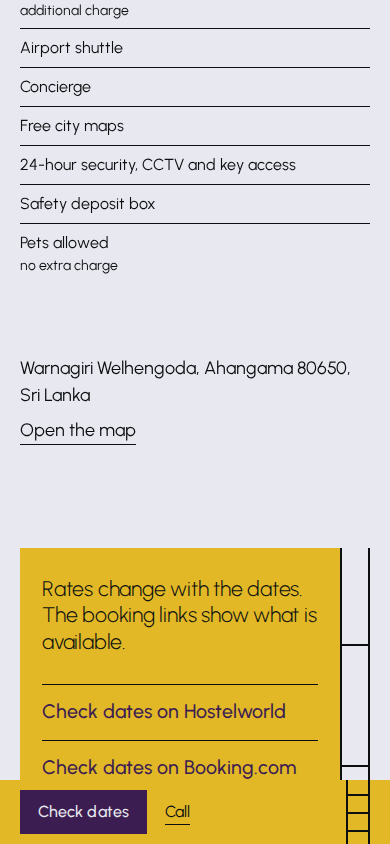 additional charge
Airport shuttle
Concierge
Free city maps
24-hour security, CCTV and key access
Safety deposit box
Pets allowed
no extra charge
Warnagiri Welhengoda, Ahangama 80650,
Sri Lanka
Open the map
Rates change with the dates.
The booking links show what is
available.
Check dates on Hostelworld
Check dates on Booking.com
Check dates
Call